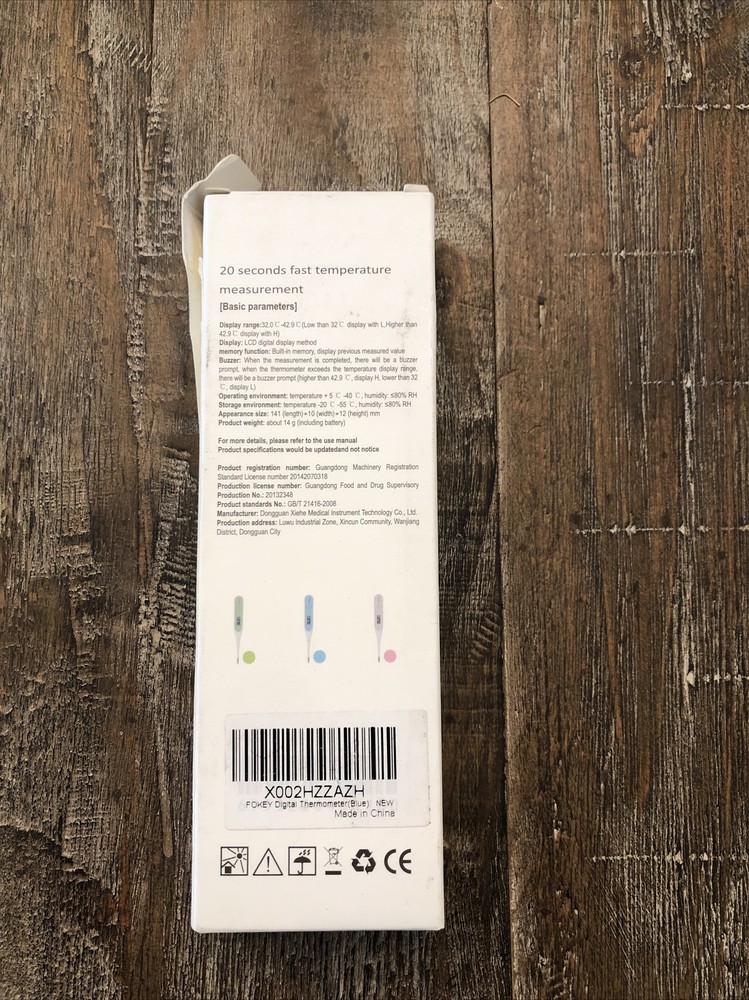 20 seconds fast temperature
measurement
[Basic parameters]
Display range:32.0℃-42.9℃(Low than 32℃ display with L,Higher than
42.9℃ display with H)
Display: LCD digital display method
memory function: Built-in memory, display previous measured value
Buzzer: When the measurement is completed, there will be a buzzer
prompt, when the thermometer exceeds the temperature display range,
there will be a buzzer prompt (higher than 42.9 ℃, display H, lower than 32
℃, display L)
Operating environment: temperature + 5 ℃ -40 ℃, humidity: ≤80% RH
Storage environment: temperature -20 ℃ -55 ℃, humidity: ≤80% RH
Appearance size: 141 (length)*10 (width)*12 (height) mm
Product weight: about 14 g (including battery)
For more details, please refer to the use manual
Product specifications would be updatedand not notice
Product registration number: Guangdong Machinery Registration
Standard License number 20142070318
Production license number: Guangdong Food and Drug Supervisory
Production No.: 20132348
Product standards No.: GB/T 21416-2008
Manufacturer: Dongguan Xiehe Medical Instrument Technology Co., Ltd.
Production address: Luwu Industrial Zone, Xincun Community, Wanjiang
District, Dongguan City
X002HZZAZH
FOKEY Digital Thermometer(Blue) NEW
Made in China
CE